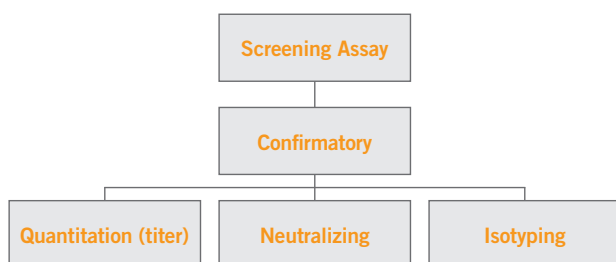 Screening Assay
Confirmatory
Quantitation (titer)
Neutralizing
Isotyping